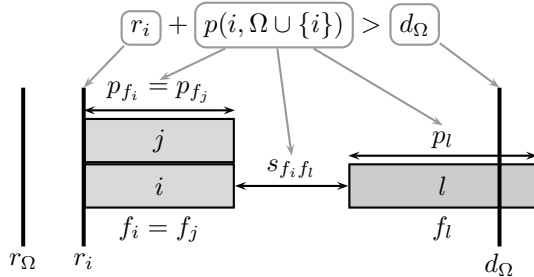 r_i + p(i, Ω ∪ {i}) > d_Ω
p_{f_i} = p_{f_j}
p_l
j
s_{f_i f_l}
i
l
f_i = f_j
f_l
r_Ω
r_i
d_Ω